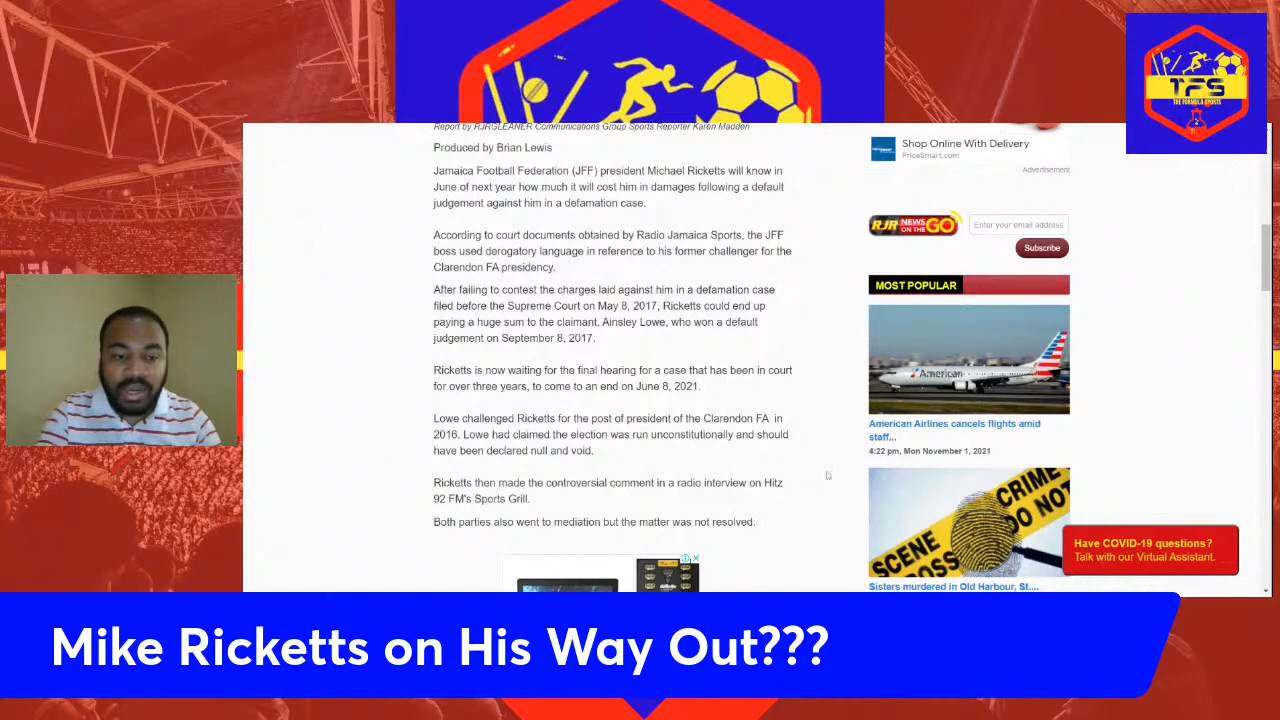 TFS
THE FORMULA SPORTS
Report by RJRGLEANER Communications Group Sports Reporter Karen Madden
Produced by Brian Lewis
Jamaica Football Federation (JFF) president Michael Ricketts will know in
June of next year how much it will cost him in damages following a default
judgement against him in a defamation case.
According to court documents obtained by Radio Jamaica Sports, the JFF
boss used derogatory language in reference to his former challenger for the
Clarendon FA presidency.
After failing to contest the charges laid against him in a defamation case
filed before the Supreme Court on May 8, 2017, Ricketts could end up
paying a huge sum to the claimant, Ainsley Lowe, who won a default
judgement on September 8, 2017.
Ricketts is now waiting for the final hearing for a case that has been in court
for over three years, to come to an end on June 8, 2021.
Lowe challenged Ricketts for the post of president of the Clarendon FA in
2016. Lowe had claimed the election was run unconstitutionally and should
have been declared null and void.
Ricketts then made the controversial comment in a radio interview on Hitz
92 FM's Sports Grill.
Both parties also went to mediation but the matter was not resolved.
Shop Online With Delivery
PriceSmart.com
Advertisement
RJR NEWS ON THE GO
Enter your email address
Subscribe
MOST POPULAR
American
American Airlines cancels flights amid
staff...
4:22 pm, Mon November 1, 2021
CRIME
DO NOT
SCENE
Sisters murdered in Old Harbour, St....
Have COVID-19 questions?
Talk with our Virtual Assistant.
Mike Ricketts on His Way Out???